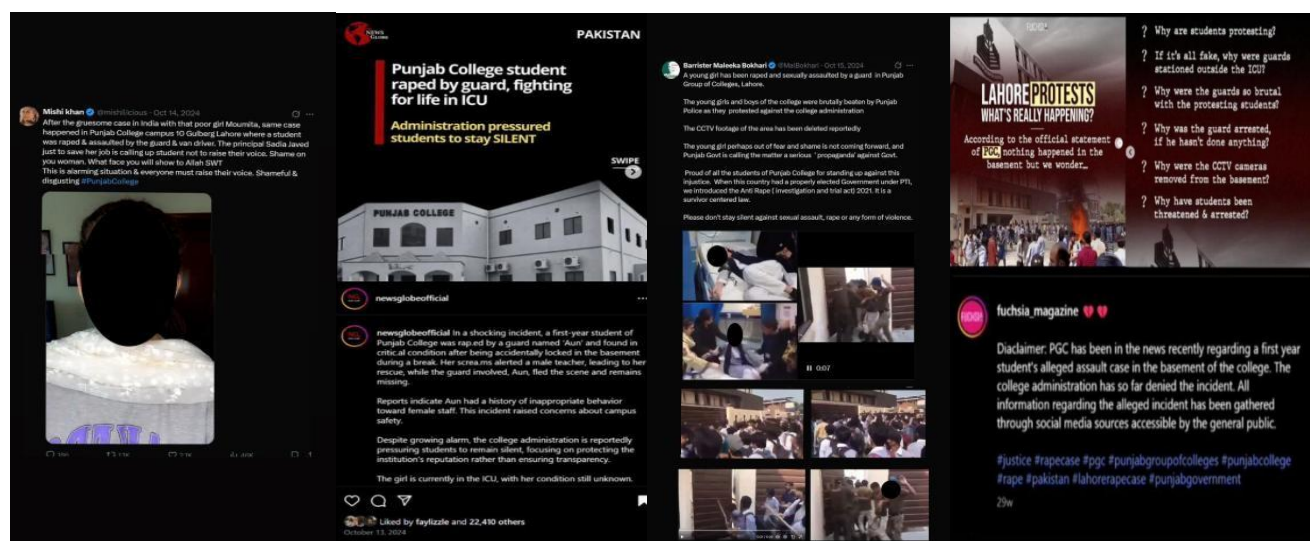 Mishi khan @mishilicious · Oct 14, 2024
After the gruesome case in India with that poor girl Moumita, same case
happened in Punjab College campus 10 Gulberg Lahore where a student
was raped & assaulted by the guard & van driver. The principal Sadia Javed
just to save her job is calling up student not to raise their voice. Shame on
you woman. What face you will show to Allah SWT
This is alarming situation & everyone must raise their voice. Shameful &
disgusting #PunjabCollege
PAKISTAN
Punjab College student
raped by guard, fighting
for life in ICU
Administration pressured
students to stay SILENT
SWIPE
PUNJAB COLLEGE
newsglobeofficial
newsglobeofficial In a shocking incident, a first-year student of
Punjab College was rap.ed by a guard named 'Aun' and found in
critical condition after being accidentally locked in the basement
during a break. Her screa.ms alerted a male teacher, leading to her
rescue, while the guard involved, Aun, fled the scene and remains
missing.
Reports indicate Aun had a history of inappropriate behavior
toward female staff. This incident raised concerns about campus
safety.
Despite growing alarm, the college administration is reportedly
pressuring students to remain silent, focusing on protecting the
institution's reputation rather than ensuring transparency.
The girl is currently in the ICU, with her condition still unknown.
Liked by faylizzle and 22,410 others
October 13, 2024
Barrister Maleeka Bokhari @MalBokhari · Oct 15, 2024
A young girl has been raped and sexually assaulted by a guard in Punjab
Group of Colleges, Lahore.
The young girls and boys of the college were brutally beaten by Punjab
Police as they protested against the college administration
The CCTV footage of the area has been deleted reportedly
The young girl perhaps out of fear and shame is not coming forward, and
Punjab Govt is calling the matter a serious 'propaganda' against Govt.
Proud of all the students of Punjab College for standing up against this
injustice. When this country had a properly elected Government under PTI,
we introduced the Anti Rape ( investigation and trial act) 2021. It is a
survivor centered law.
Please don't stay silent against sexual assault, rape or any form of violence.
0:07
FUCHSIA
LAHORE PROTESTS
WHAT'S REALLY HAPPENING?
According to the official statement
of PGC, nothing happened in the
basement but we wonder...
? Why are students protesting?
? If it's all fake, why were guards
stationed outside the ICU?
? Why were the guards so brutal
with the protesting students?
? Why was the guard arrested,
if he hasn't done anything?
? Why were the CCTV cameras
removed from the basement?
? Why have students been
threatened & arrested?
fuchsia_magazine 💔 💔
Disclaimer: PGC has been in the news recently regarding a first year
student's alleged assault case in the basement of the college. The
college administration has so far denied the incident. All
information regarding the alleged incident has been gathered
through social media sources accessible by the general public.
#justice #rapecase #pgc #punjabgroupofcolleges #punjabcollege
#rape #pakistan #lahorerapecase #punjabgovernment
29w